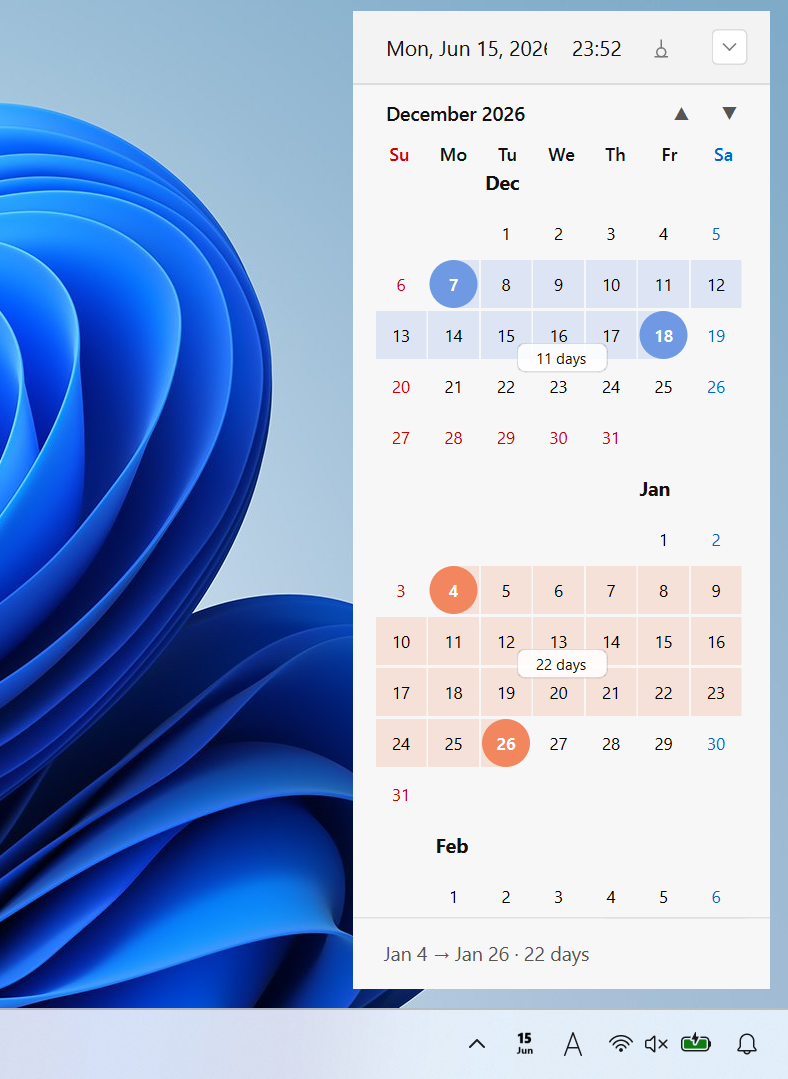 Mon, Jun 15, 2026 23:52
December 2026 ▲ ▼
Su Mo Tu We Th Fr Sa
Dec
1 2 3 4 5
6 7 8 9 10 11 12
13 14 15 16 17 18 19
11 days
20 21 22 23 24 25 26
27 28 29 30 31
Jan
1 2
3 4 5 6 7 8 9
10 11 12 13 14 15 16
22 days
17 18 19 20 21 22 23
24 25 26 27 28 29 30
31
Feb
1 2 3 4 5 6
Jan 4 → Jan 26 · 22 days
15
Jun
A